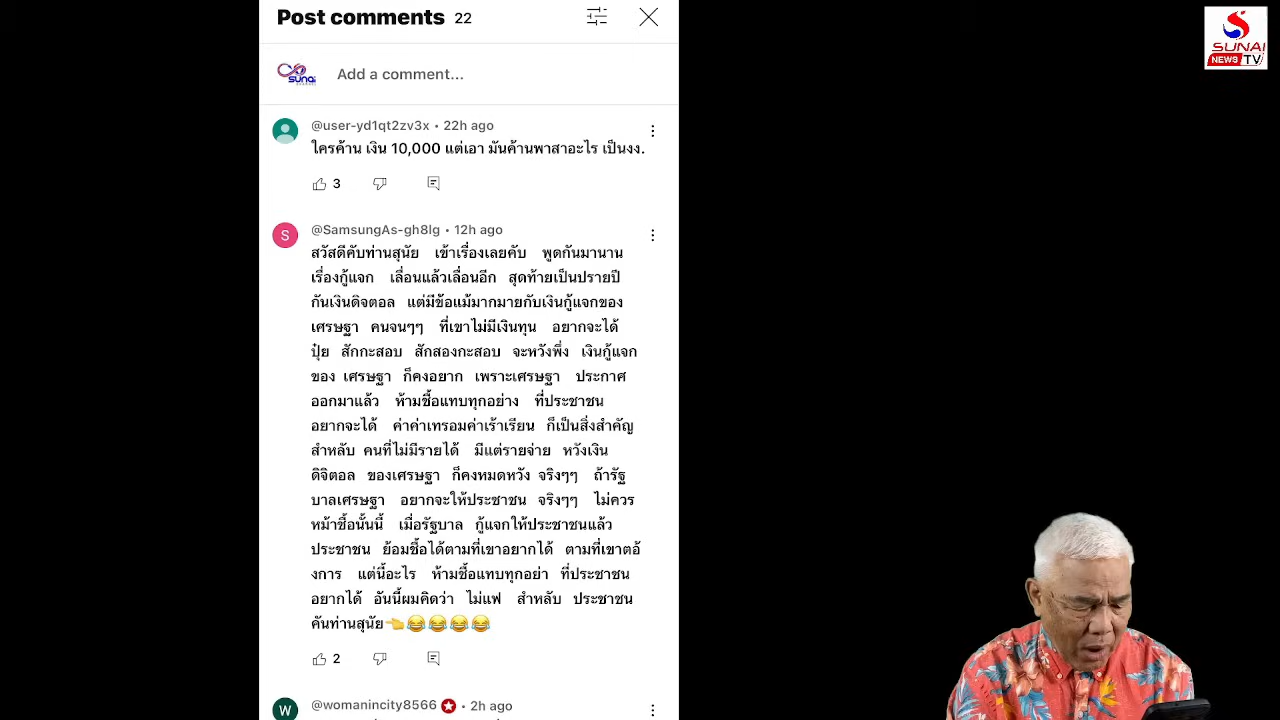 Post comments 22
SUNAI
NEWS TV
sunai
Add a comment...
@user-yd1qt2zv3x • 22h ago
ใครค้าน เงิน 10,000 แต่เอา มันค้านพาสาอะไร เป็นงง.
3
S
@SamsungAs-gh8lg • 12h ago
สวัสดีคับท่านสุนัย เข้าเรื่องเลยคับ พูดกันมานาน
เรื่องกู้แจก เลื่อนแล้วเลื่อนอีก สุดท้ายเป็นปรายปี
กันเงินดิจตอล แต่มีข้อแม้มากมายกับเงินกู้แจกของ
เศรษฐา คนจนๆๆ ที่เขาไม่มีเงินทุน อยากจะได้
ปุ๋ย สักกะสอบ สักสองกะสอบ จะหวังพึ่ง เงินกู้แจก
ของ เศรษฐา ก็คงอยาก เพราะเศรษฐา ประกาศ
ออกมาแล้ว ห้ามซื้อแทบทุกอย่าง ที่ประชาชน
อยากจะได้ ค่าค่าเทรอมค่าเร้าเรียน ก็เป็นสิ่งสำคัญ
สำหลับ คนที่ไม่มีรายได้ มีแต่รายจ่าย หวังเงิน
ดิจิตอล ของเศรษฐา ก็คงหมดหวัง จริงๆๆ ถ้ารัฐ
บาลเศรษฐา อยากจะให้ประชาชน จริงๆๆ ไม่ควร
หม้าซื้อนั้นนี้ เมื่อรัฐบาล กู้แจกให้ประชาชนแล้ว
ประชาชน ย้อมซื้อได้ตามที่เขาอยากได้ ตามที่เขาตอ้
งการ แต่นี้อะไร ห้ามซื้อแทบทุกอย่า ที่ประชาชน
อยากได้ อันนี้ผมคิดว่า ไม่แฟ สำหลับ ประชาชน
คันท่านสุนัย👈😂😂😂😂
2
W
@womanincity8566 • 2h ago